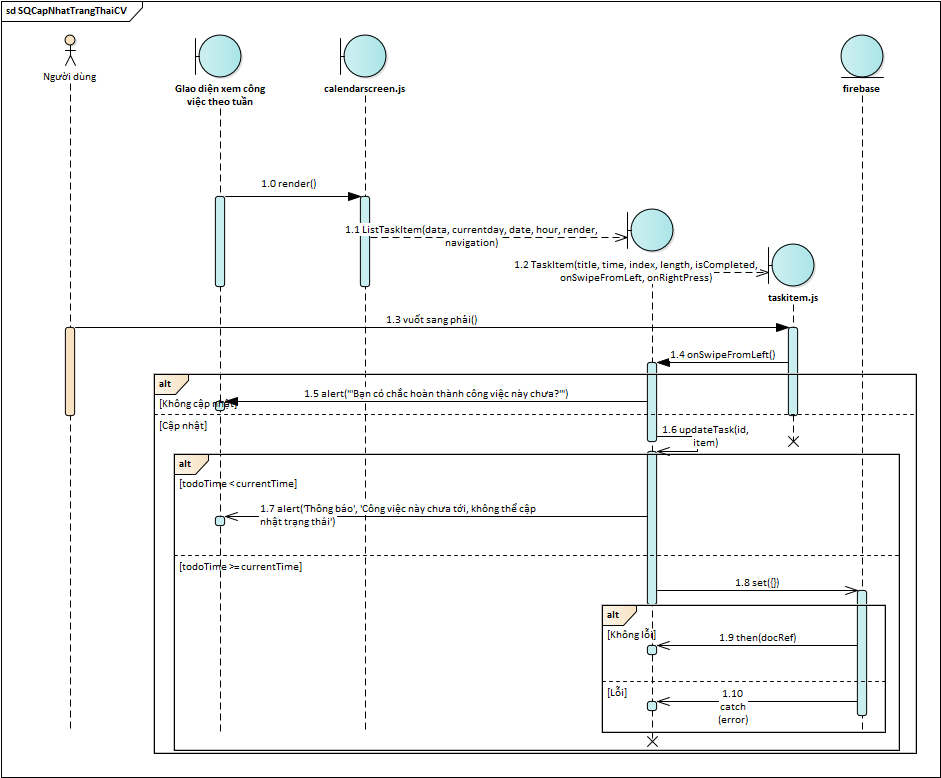 sd SQCapNhatTrangThaiCV
Người dùng
Giao diện xem công
việc theo tuần
calendarscreen.js
firebase
1.0 render()
1.1 ListTaskItem(data, currentday, date, hour, render,
navigation)
1.2 TaskItem(title, time, index, length, isCompleted,
onSwipeFromLeft, onRightPress)
taskitem.js
1.3 vuốt sang phải()
1.4 onSwipeFromLeft()
alt
1.5 alert("'Bạn có chắc hoàn thành công việc này chưa?'")
[Không cập nhật]
[Cập nhật]
1.6 updateTask(id,
item)
alt
[todoTime < currentTime]
1.7 alert('Thông báo', 'Công việc này chưa tới, không thể cập
nhật trạng thái')
[todoTime >= currentTime]
1.8 set({})
alt
[Không lỗi]
1.9 then(docRef)
[Lỗi]
1.10
catch
(error)